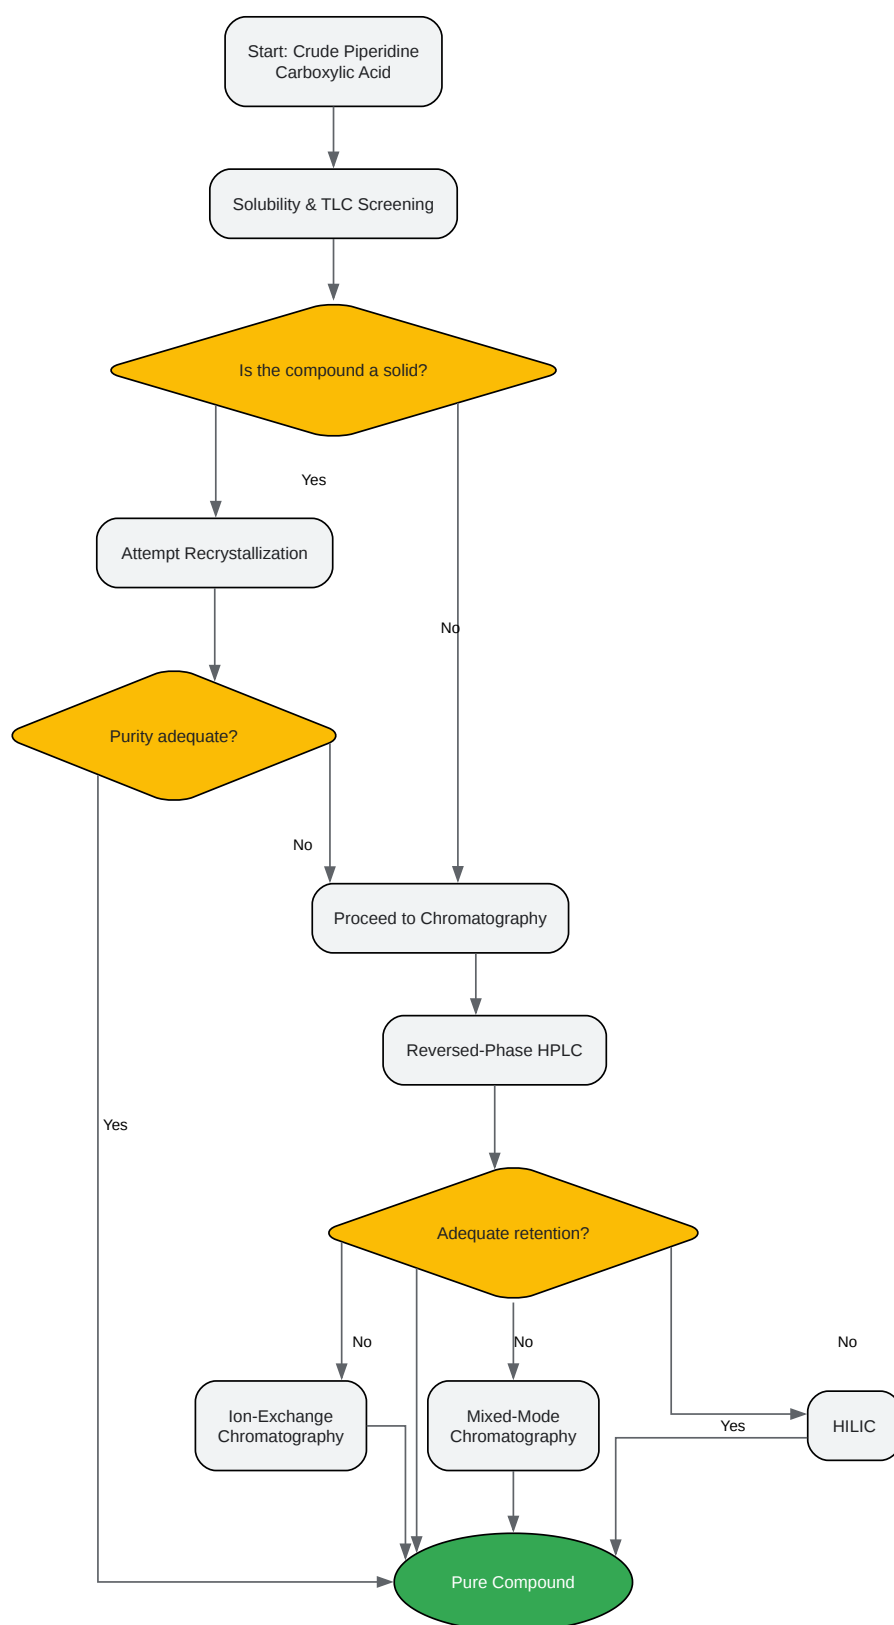 Start: Crude Piperidine
Carboxylic Acid
Solubility & TLC Screening
Is the compound a solid?
Yes
Attempt Recrystallization
No
Purity adequate?
No
Proceed to Chromatography
Reversed-Phase HPLC
Yes
Adequate retention?
No
No
No
Ion-Exchange
Chromatography
Mixed-Mode
Chromatography
Yes
HILIC
Pure Compound